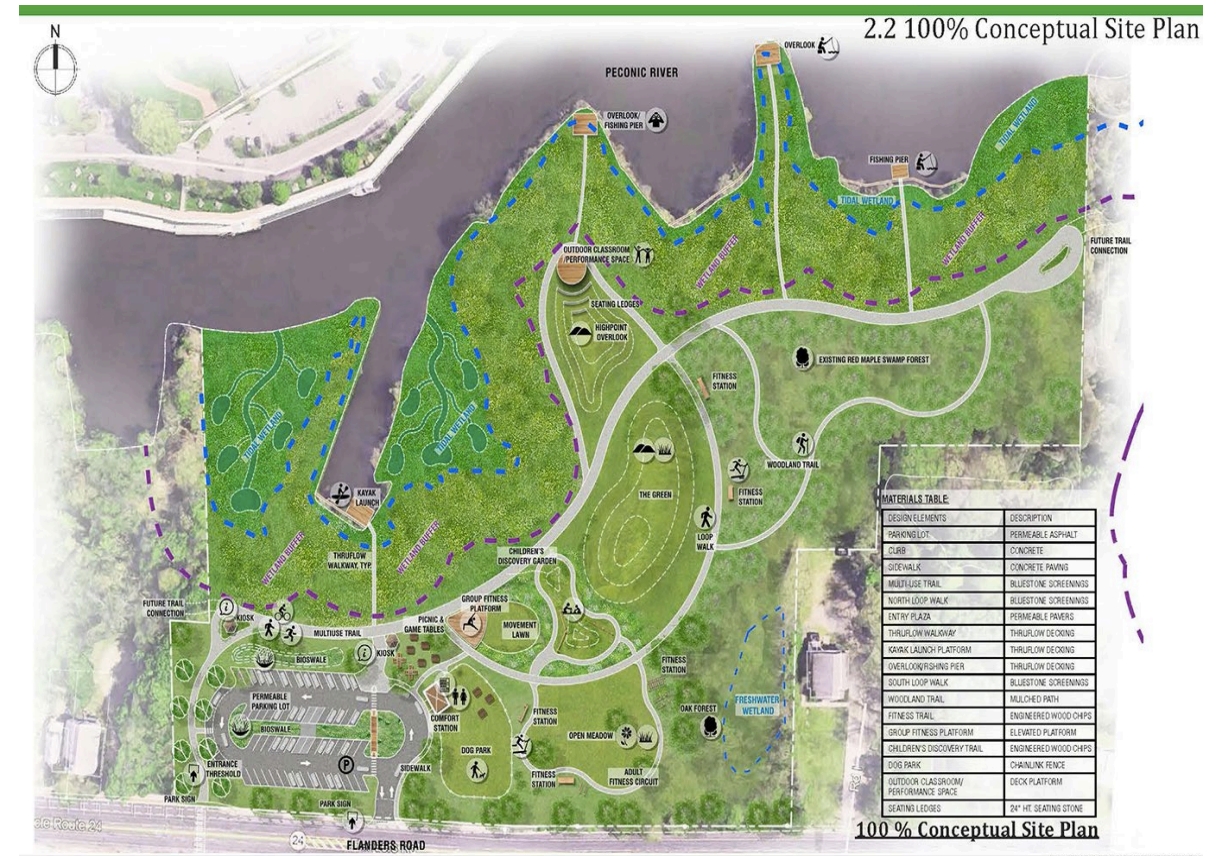 2.2 100% Conceptual Site Plan
N
OVERLOOK
PECONIC RIVER
OVERLOOK/
FISHING PIER
TIDAL WETLAND
FISHING PIER
TIDAL WETLAND
WETLAND BUFFER
WETLAND BUFFER
FUTURE TRAIL
CONNECTION
OUTDOOR CLASSROOM
/PERFORMANCE SPACE
SEATING LEDGES
HIGHPOINT
OVERLOOK
EXISTING RED MAPLE SWAMP FOREST
FITNESS
STATION
TIDAL WETLAND
TIDAL WETLAND
WOODLAND TRAIL
KAYAK
LAUNCH
THE GREEN
FITNESS
STATION
LOOP
WALK
THRUFLOW
WALKWAY, TYP.
WETLAND BUFFER
WETLAND BUFFER
CHILDREN'S
DISCOVERY GARDEN
FUTURE TRAIL
CONNECTION
KIOSK
MULTIUSE TRAIL
KIOSK
PICNIC &
GAME TABLES
GROUP FITNESS
PLATFORM
MOVEMENT
LAWN
BIOSWALE
PERMEABLE
PARKING LOT
BIOSWALE
COMFORT
STATION
FITNESS
STATION
FITNESS
STATION
OAK FOREST
FRESHWATER
WETLAND
OPEN MEADOW
DOG PARK
ENTRANCE
THRESHOLD
P
SIDEWALK
FITNESS
STATION
ADULT
FITNESS CIRCUIT
PARK SIGN
PARK SIGN
24
FLANDERS ROAD
Route 24
MATERIALS TABLE:
DESIGN ELEMENTS DESCRIPTION
PARKING LOT PERMEABLE ASPHALT
CURB CONCRETE
SIDEWALK CONCRETE PAVING
MULTI-USE TRAIL BLUESTONE SCREENINGS
NORTH LOOP WALK BLUESTONE SCREENINGS
ENTRY PLAZA PERMEABLE PAVERS
THRUFLOW WALKWAY THRUFLOW DECKING
KAYAK LAUNCH PLATFORM THRUFLOW DECKING
OVERLOOK/FISHING PIER THRUFLOW DECKING
SOUTH LOOP WALK BLUESTONE SCREENINGS
WOODLAND TRAIL MULCHED PATH
FITNESS TRAIL ENGINEERED WOOD CHIPS
GROUP FITNESS PLATFORM ELEVATED PLATFORM
CHILDREN'S DISCOVERY TRAIL ENGINEERED WOOD CHIPS
DOG PARK CHAINLINK FENCE
OUTDOOR CLASSROOM/
PERFORMANCE SPACE DECK PLATFORM
SEATING LEDGES 24" HT. SEATING STONE
100 % Conceptual Site Plan